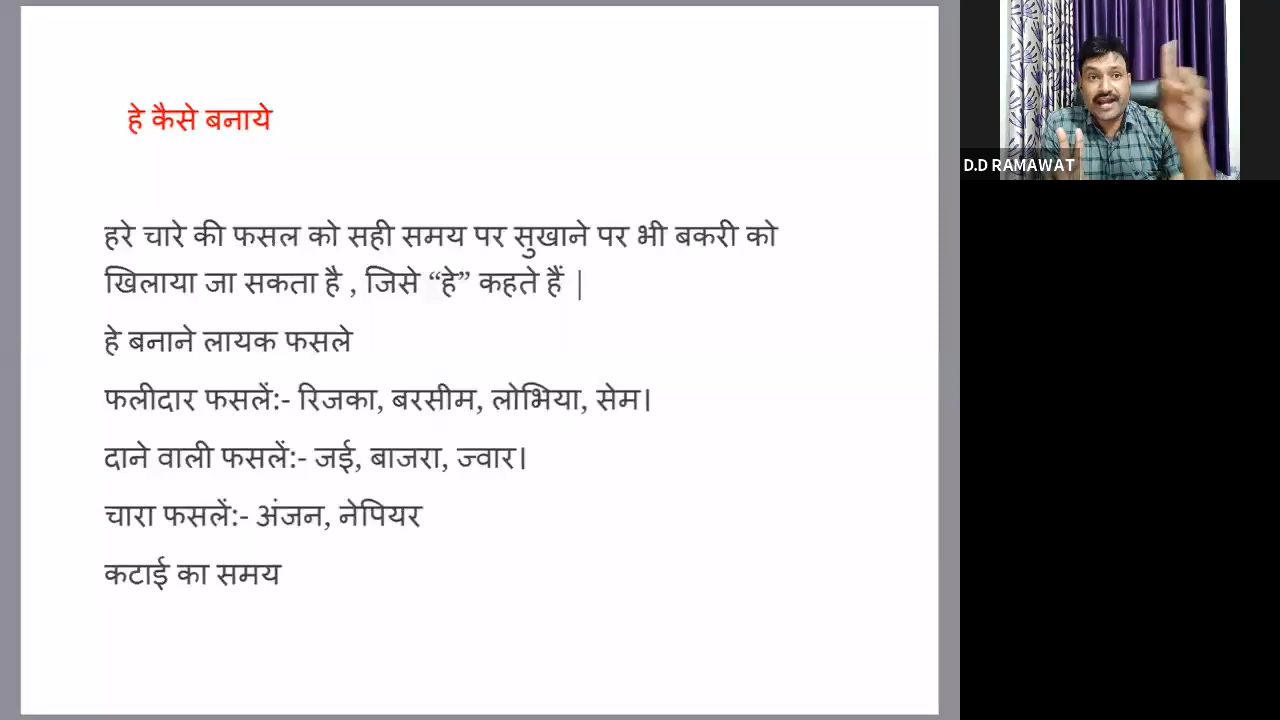 हे कैसे बनाये
D.D RAMAWAT
हरे चारे की फसल को सही समय पर सुखाने पर भी बकरी को
खिलाया जा सकता है , जिसे “हे” कहते हैं |
हे बनाने लायक फसले
फलीदार फसलें:- रिजका, बरसीम, लोभिया, सेम।
दाने वाली फसलें:- जई, बाजरा, ज्वार।
चारा फसलें:- अंजन, नेपियर
कटाई का समय